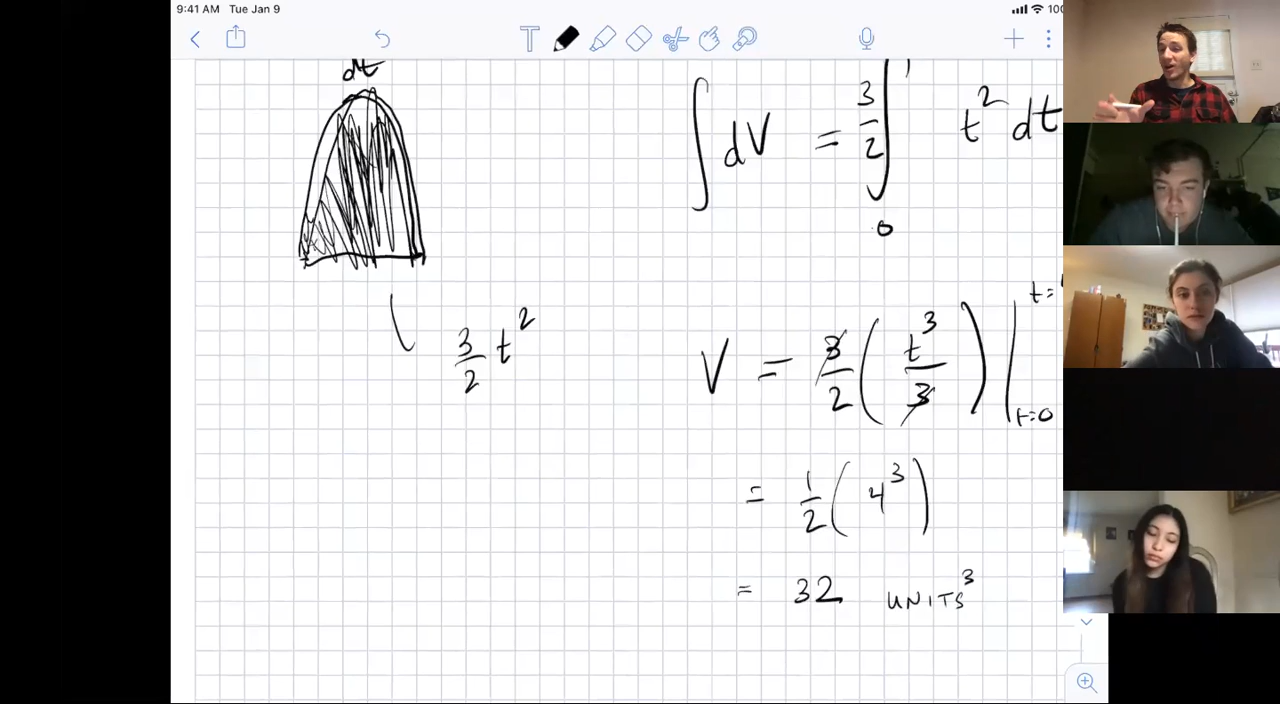 9:41 AM Tue Jan 9
T
dt
∫ dV = 3/2 ∫₀ t² dt
3/2 t²
V = 3/2 ( t³/3 ) | t=0 t=
= 1/2 ( 4³ )
= 32 UNITS³